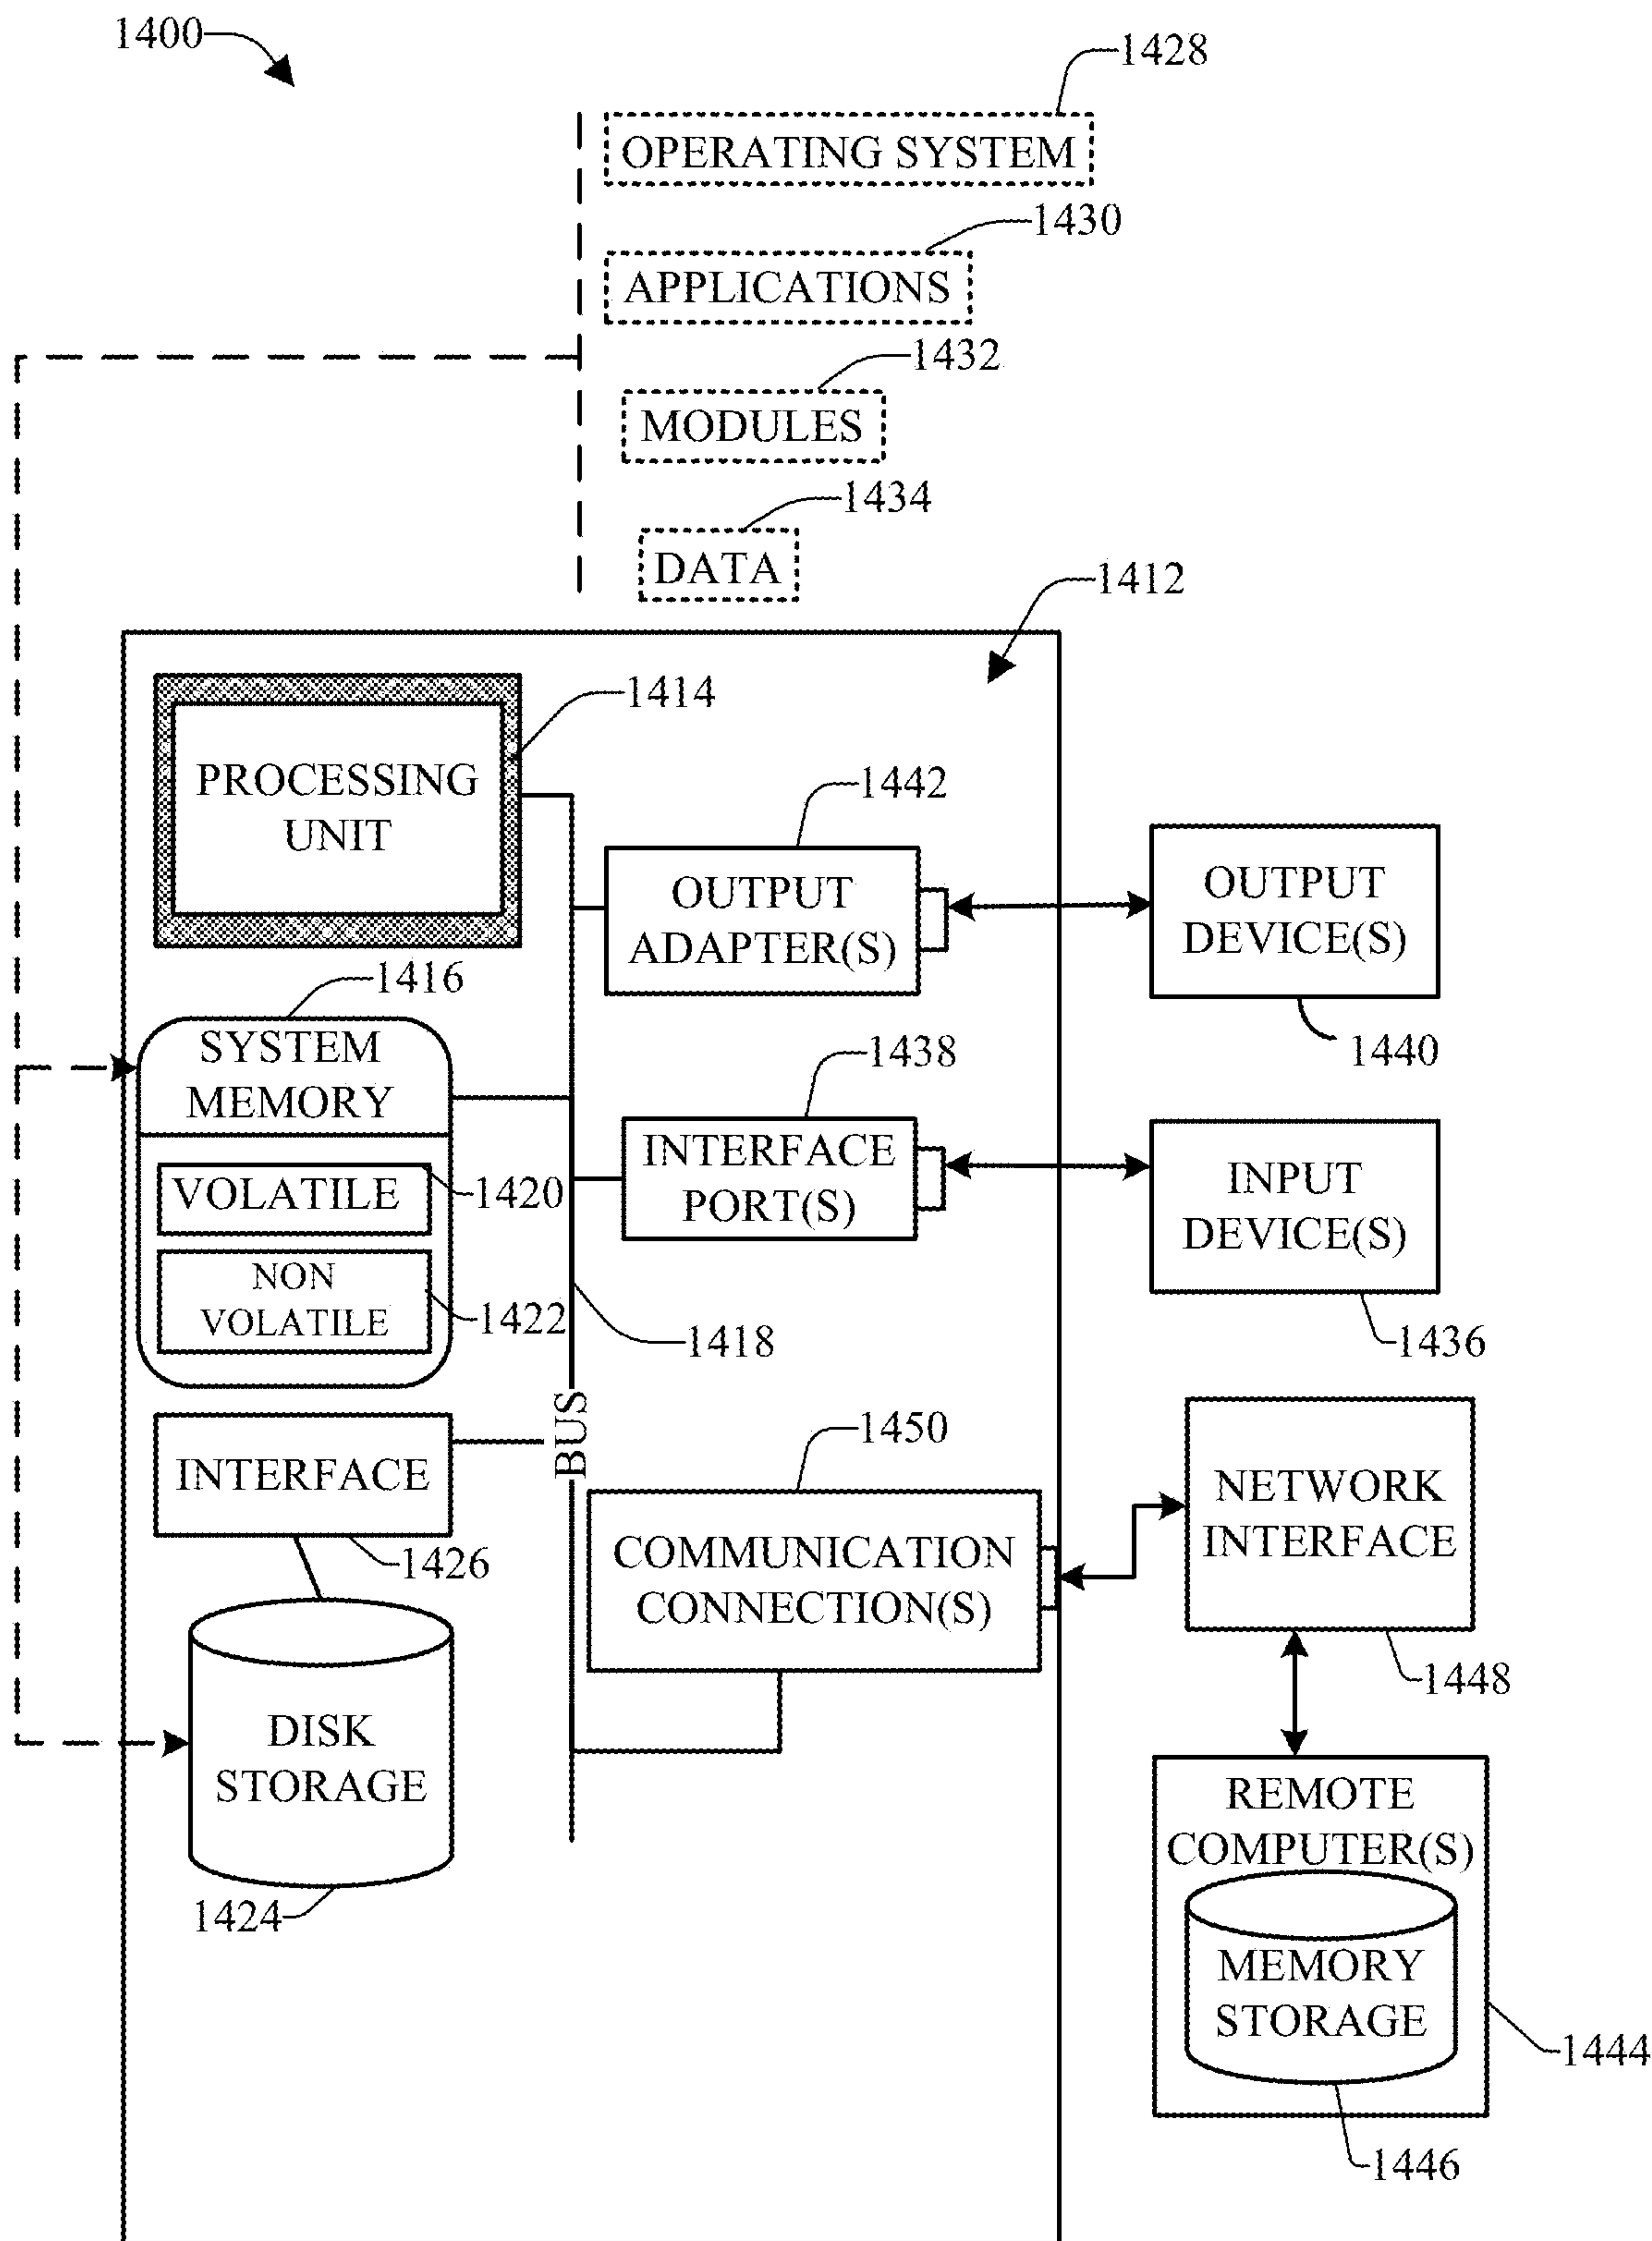 1400
1428
OPERATING SYSTEM
1430
APPLICATIONS
1432
MODULES
1434
DATA
1412
1414
PROCESSING
UNIT
1442
OUTPUT
ADAPTER(S)
OUTPUT
DEVICE(S)
1440
1416
SYSTEM
MEMORY
VOLATILE
1420
NON
VOLATILE
1422
1438
INTERFACE
PORT(S)
INPUT
DEVICE(S)
1436
1418
BUS
INTERFACE
1426
1450
COMMUNICATION
CONNECTION(S)
NETWORK
INTERFACE
1448
DISK
STORAGE
1424
REMOTE
COMPUTER(S)
MEMORY
STORAGE
1444
1446